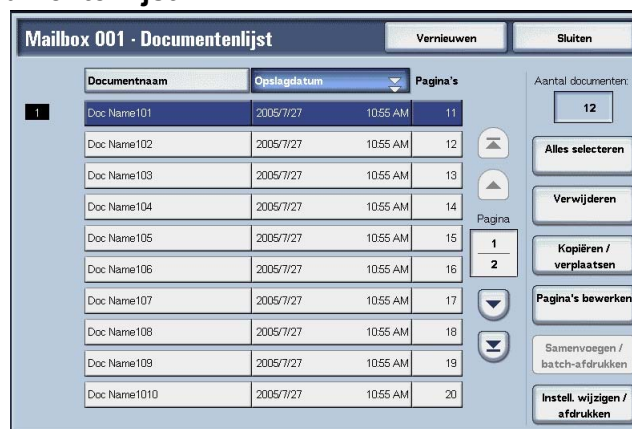 Mailbox 001 - Documentenlijst
Vernieuwen
Sluiten
Documentnaam Opslagdatum Pagina's
1 Doc Name101 2005/7/27 10:55 AM 11
Doc Name102 2005/7/27 10:55 AM 12
Doc Name103 2005/7/27 10:55 AM 13
Doc Name104 2005/7/27 10:55 AM 14
Doc Name105 2005/7/27 10:55 AM 15
Doc Name106 2005/7/27 10:55 AM 16
Doc Name107 2005/7/27 10:55 AM 17
Doc Name108 2005/7/27 10:55 AM 18
Doc Name109 2005/7/27 10:55 AM 19
Doc Name1010 2005/7/27 10:55 AM 20
Pagina
1
2
Aantal documenten:
12
Alles selecteren
Verwijderen
Kopiëren /
verplaatsen
Pagina's bewerken
Samenvoegen /
batch-afdrukken
Instell. wijzigen /
afdrukken